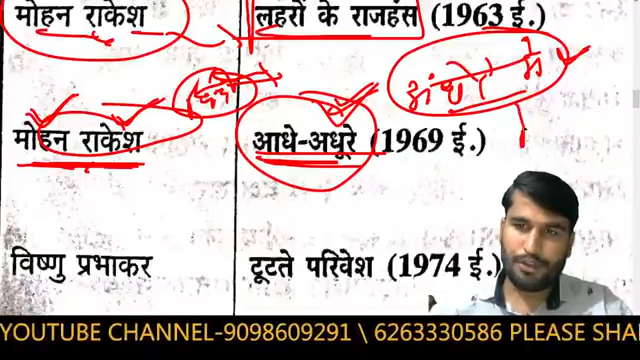 मोहन राकेश लहरों के राजहंस (1963 ई.)
अंधेरे में
मोहन राकेश आधे-अधूरे (1969 ई.)
विष्णु प्रभाकर टूटते परिवेश (1974 ई.)
YOUTUBE CHANNEL-9098609291 \ 6263330586 PLEASE SHA